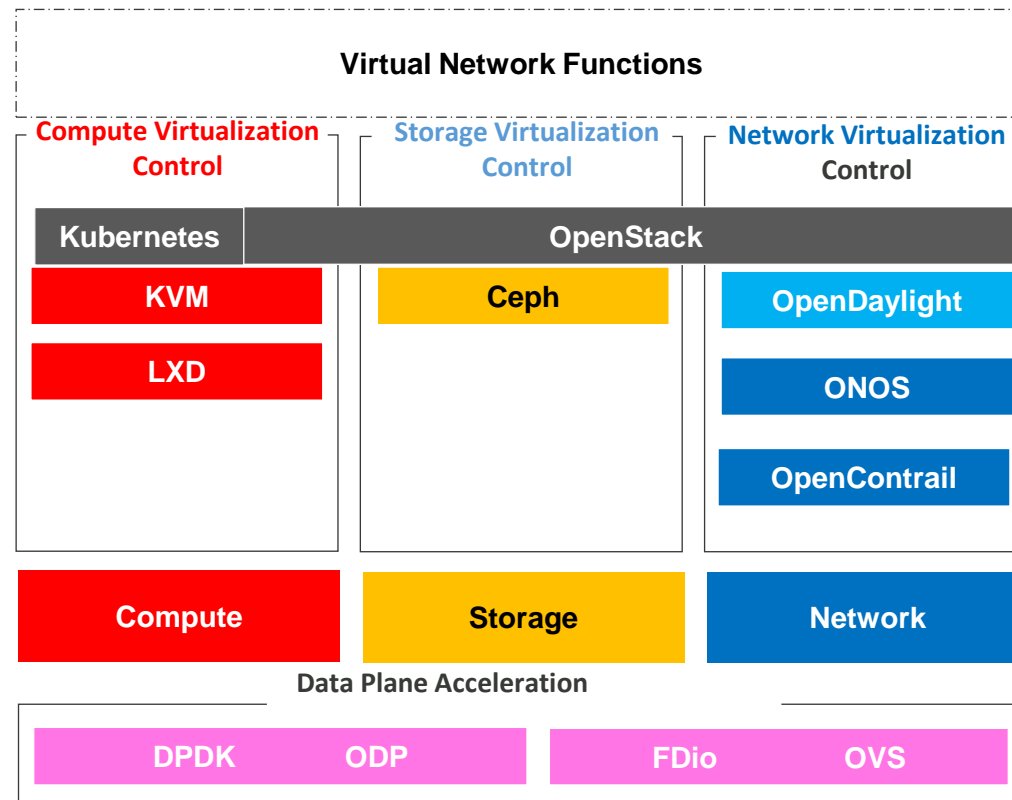 Virtual Network Functions
Compute Virtualization
Control
Storage Virtualization
Control
Network Virtualization
Control
Kubernetes
OpenStack
KVM
Ceph
OpenDaylight
LXD
ONOS
OpenContrail
Compute
Storage
Network
Data Plane Acceleration
DPDK ODP
FDio OVS